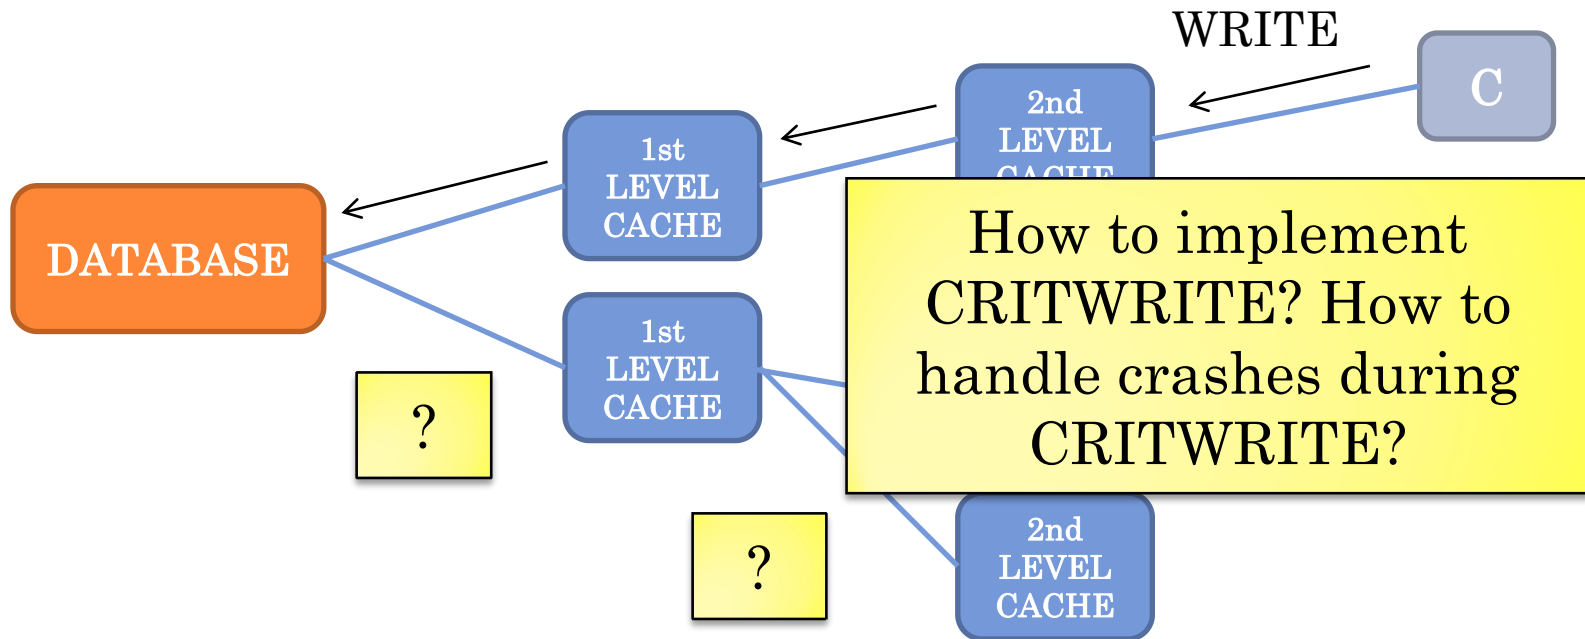 WRITE
C
2nd
LEVEL
CACHE
1st
LEVEL
CACHE
DATABASE
How to implement
CRITWRITE? How to
handle crashes during
CRITWRITE?
1st
LEVEL
CACHE
?
?
2nd
LEVEL
CACHE